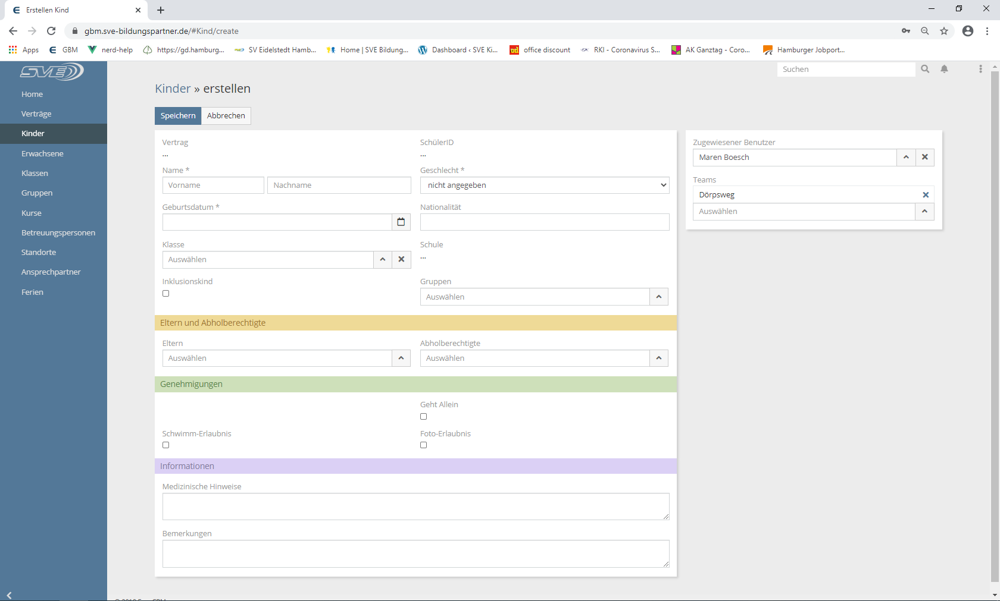 Erstellen Kind
gbm.sve-bildungspartner.de/#Kind/create
Apps GBM nerd-help https://gd.hamburg... SV Eidelstedt Hamb... Home | SVE Bildung... Dashboard ‹ SVE Ki... office discount RKI - Coronavirus S... AK Ganztag - Coro... Hamburger Jobport...
SVE
Home
Verträge
Kinder
Erwachsene
Klassen
Gruppen
Kurse
Betreuungspersonen
Standorte
Ansprechpartner
Ferien
Suchen
Kinder » erstellen
Speichern Abbrechen
Vertrag SchülerID
... ...
Name * Geschlecht *
Vorname Nachname nicht angegeben
Geburtsdatum * Nationalität
Klasse Schule
Auswählen ...
Inklusionskind Gruppen
Auswählen
Eltern und Abholberechtigte
Eltern Abholberechtigte
Auswählen Auswählen
Genehmigungen
Geht Allein
Schwimm-Erlaubnis Foto-Erlaubnis
Informationen
Medizinische Hinweise
Bemerkungen
Zugewiesener Benutzer
Maren Boesch
Teams
Dörpsweg
Auswählen